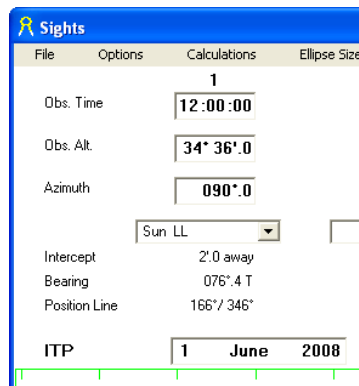 Sights
File Options Calculations Ellipse Size
1
Obs. Time 12:00:00
Obs. Alt. 34° 36'.0
Azimuth 090°.0
Sun LL
Intercept 2'.0 away
Bearing 076°.4 T
Position Line 166°/ 346°
ITP 1 June 2008